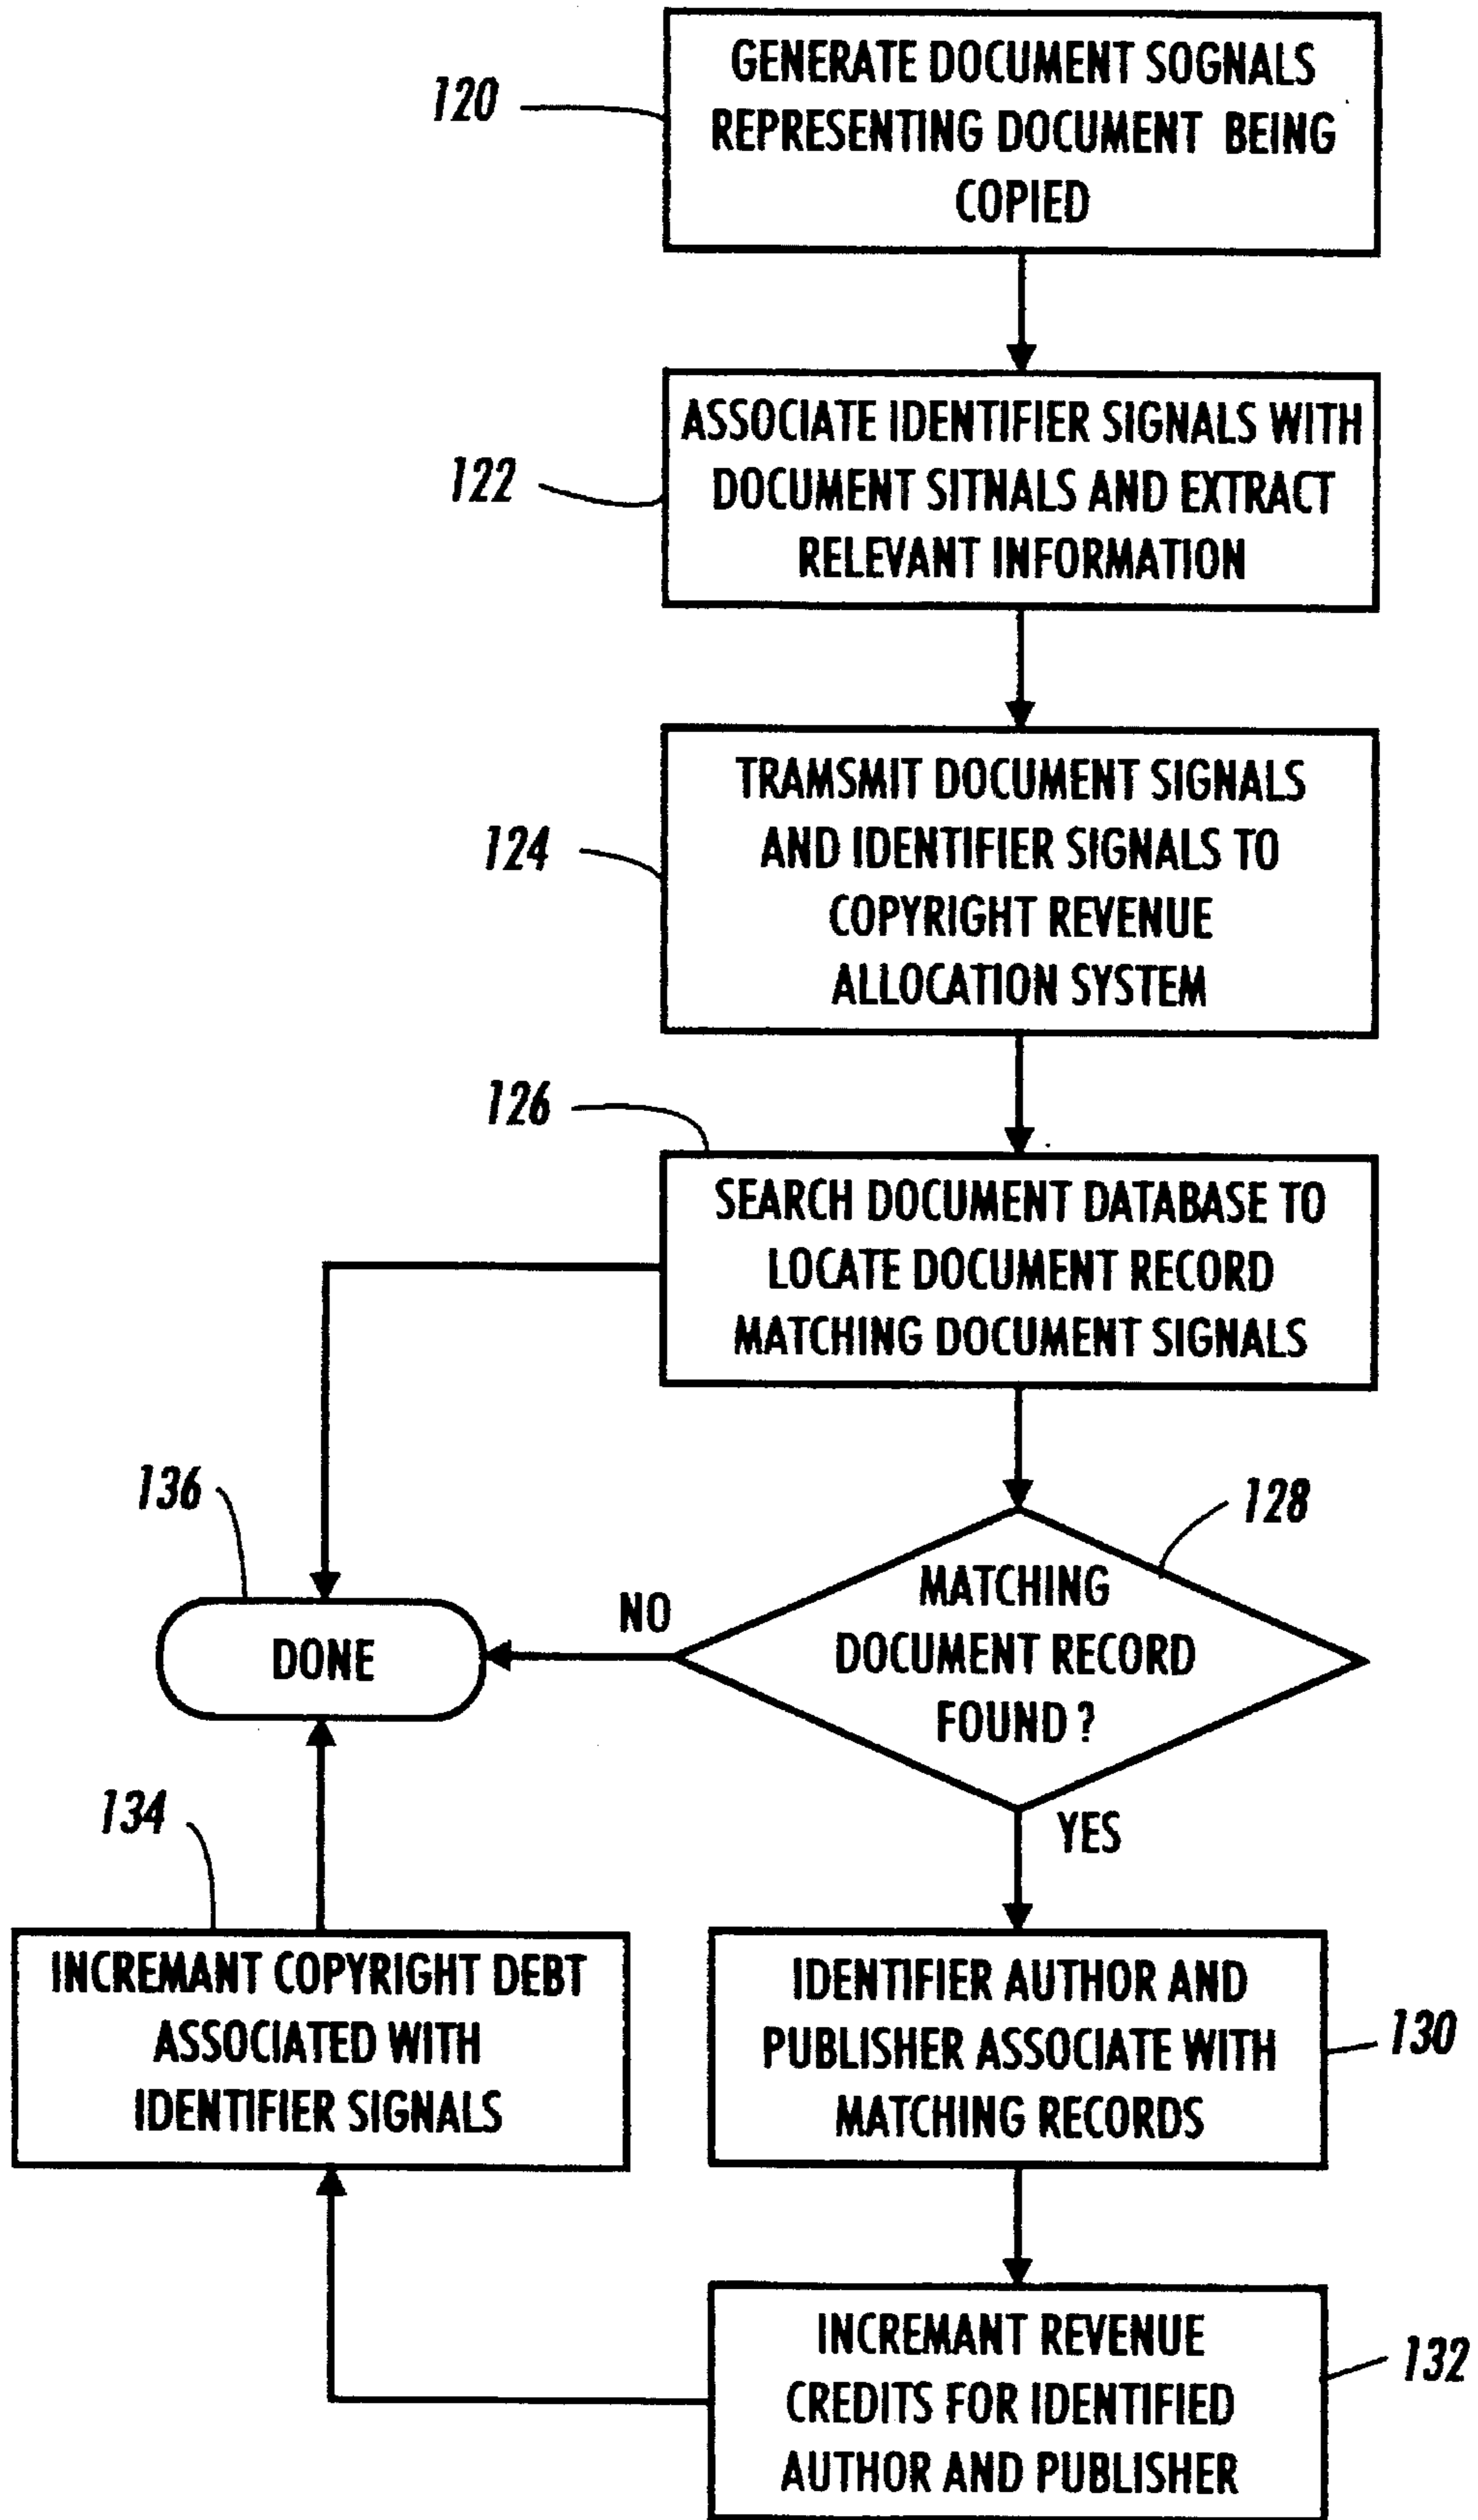 120
GENERATE DOCUMENT SOGNALS
REPRESENTING DOCUMENT BEING
COPIED
122
ASSOCIATE IDENTIFIER SIGNALS WITH
DOCUMENT SITNALS AND EXTRACT
RELEVANT INFORMATION
124
TRAMSMIT DOCUMENT SIGNALS
AND IDENTIFIER SIGNALS TO
COPYRIGHT REVENUE
ALLOCATION SYSTEM
126
SEARCH DOCUMENT DATABASE TO
LOCATE DOCUMENT RECORD
MATCHING DOCUMENT SIGNALS
136
DONE
NO
128
MATCHING
DOCUMENT RECORD
FOUND ?
YES
134
INCREMANT COPYRIGHT DEBT
ASSOCIATED WITH
IDENTIFIER SIGNALS
IDENTIFIER AUTHOR AND
PUBLISHER ASSOCIATE WITH
MATCHING RECORDS
130
INCREMANT REVENUE
CREDITS FOR IDENTIFIED
AUTHOR AND PUBLISHER
132